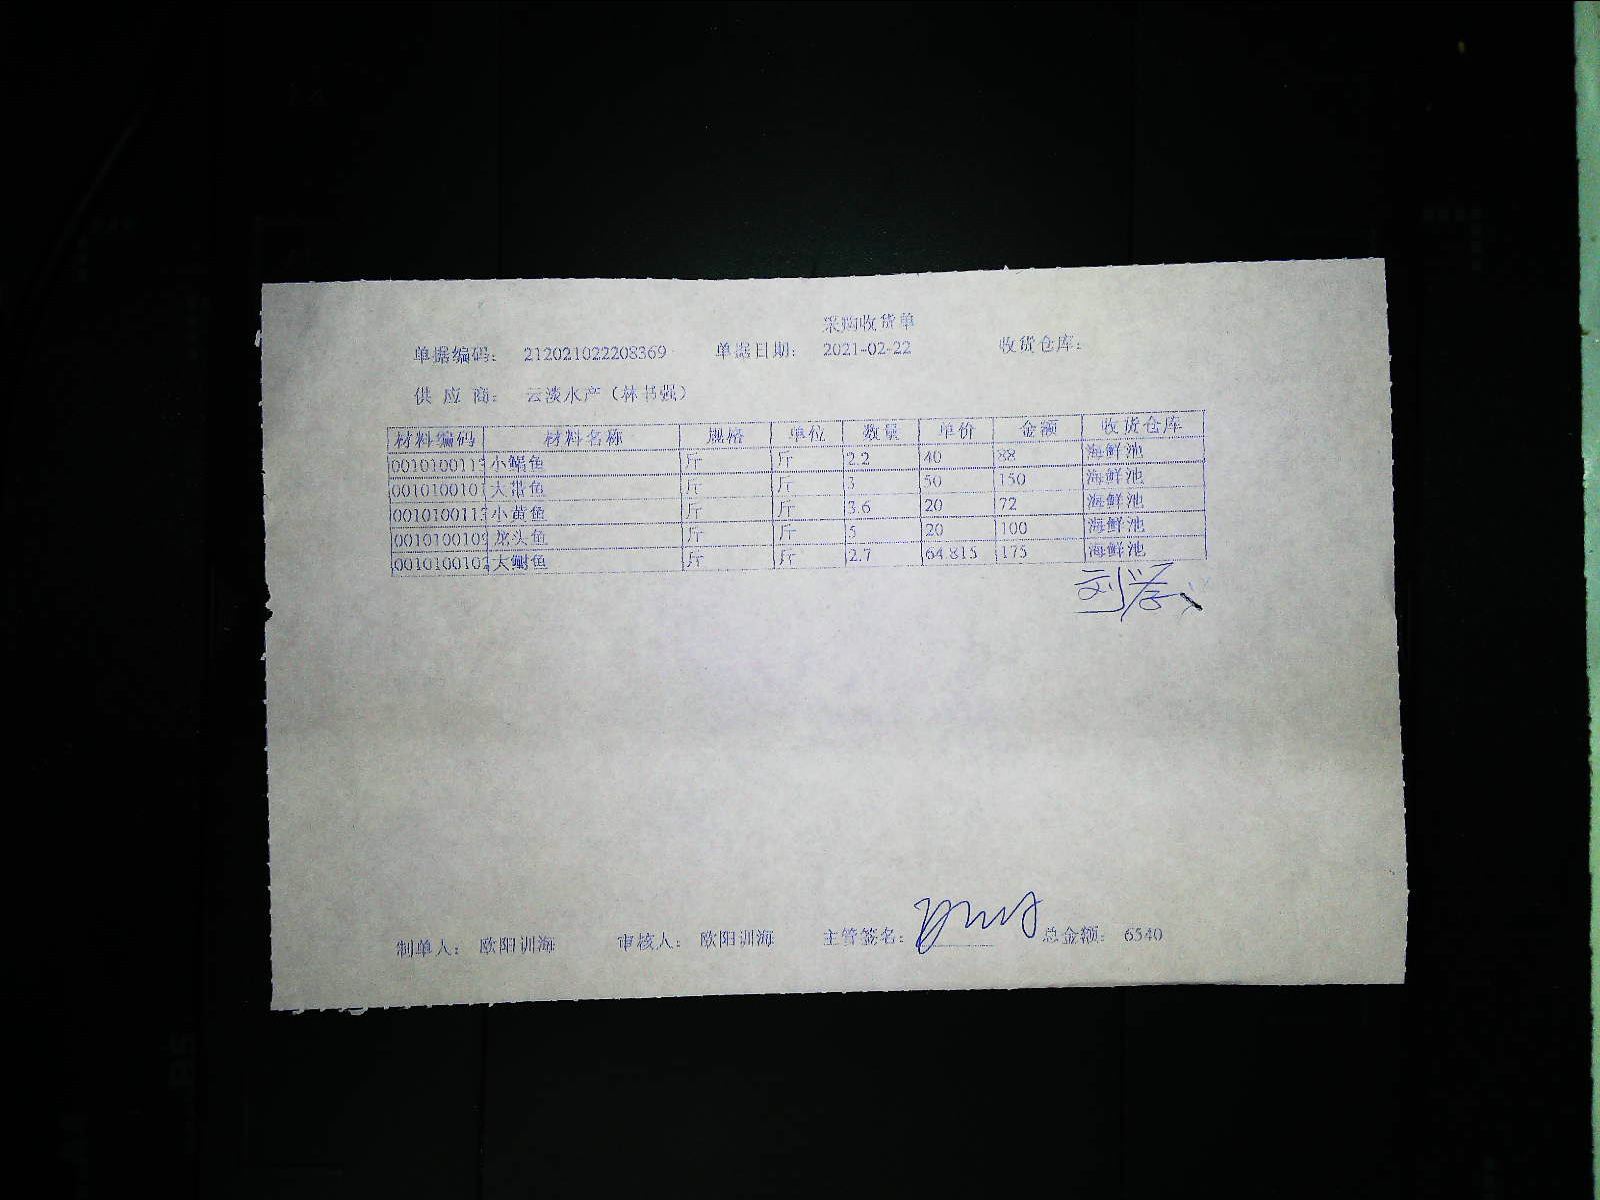 采购收货单
单据编码: 212021022208369 单据日期: 2021-02-22 收货仓库:
供 应 商: 云淡水产（林书强）
材料编码 材料名称 规格 单位 数量 单价 金额 收货仓库
001010011 小鲳鱼 斤 斤 2.2 40 88 海鲜池
001010010 大带鱼 斤 斤 3 50 150 海鲜池
001010011 小黄鱼 斤 斤 3.6 20 72 海鲜池
001010010 龙头鱼 斤 斤 5 20 100 海鲜池
001010010 斤 斤 2.7 64.815 175 海鲜池
制单人: 欧阳训海 审核人: 欧阳训海 主管签名: 总金额: 6540